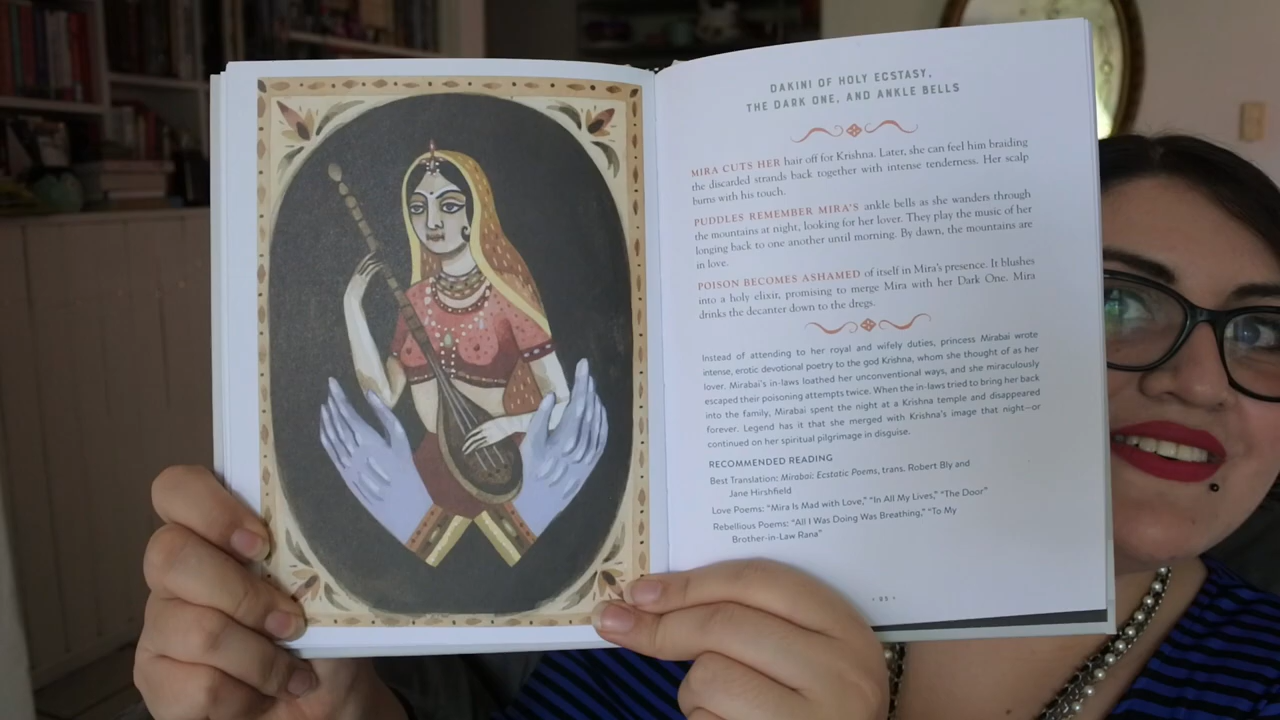 DAKINI OF HOLY ECSTASY,
THE DARK ONE, AND ANKLE BELLS
MIRA CUTS HER hair off for Krishna. Later, she can feel him braiding
the discarded strands back together with intense tenderness. Her scalp
burns with his touch.
PUDDLES REMEMBER MIRA'S ankle bells as she wanders through
the mountains at night, looking for her lover. They play the music of her
longing back to one another until morning. By dawn, the mountains are
in love.
POISON BECOMES ASHAMED of itself in Mira's presence. It blushes
into a holy elixir, promising to merge Mira with her Dark One. Mira
drinks the decanter down to the dregs.
Instead of attending to her royal and wifely duties, princess Mirabai wrote
intense, erotic devotional poetry to the god Krishna, whom she thought of as her
lover. Mirabai's in-laws loathed her unconventional ways, and she miraculously
escaped their poisoning attempts twice. When the in-laws tried to bring her back
into the family, Mirabai spent the night at a Krishna temple and disappeared
forever. Legend has it that she merged with Krishna's image that night—or
continued on her spiritual pilgrimage in disguise.
RECOMMENDED READING
Best Translation: Mirabai: Ecstatic Poems, trans. Robert Bly and
Jane Hirshfield
Love Poems: "Mira Is Mad with Love," "In All My Lives," "The Door"
Rebellious Poems: "All I Was Doing Was Breathing," "To My
Brother-in-Law Rana"